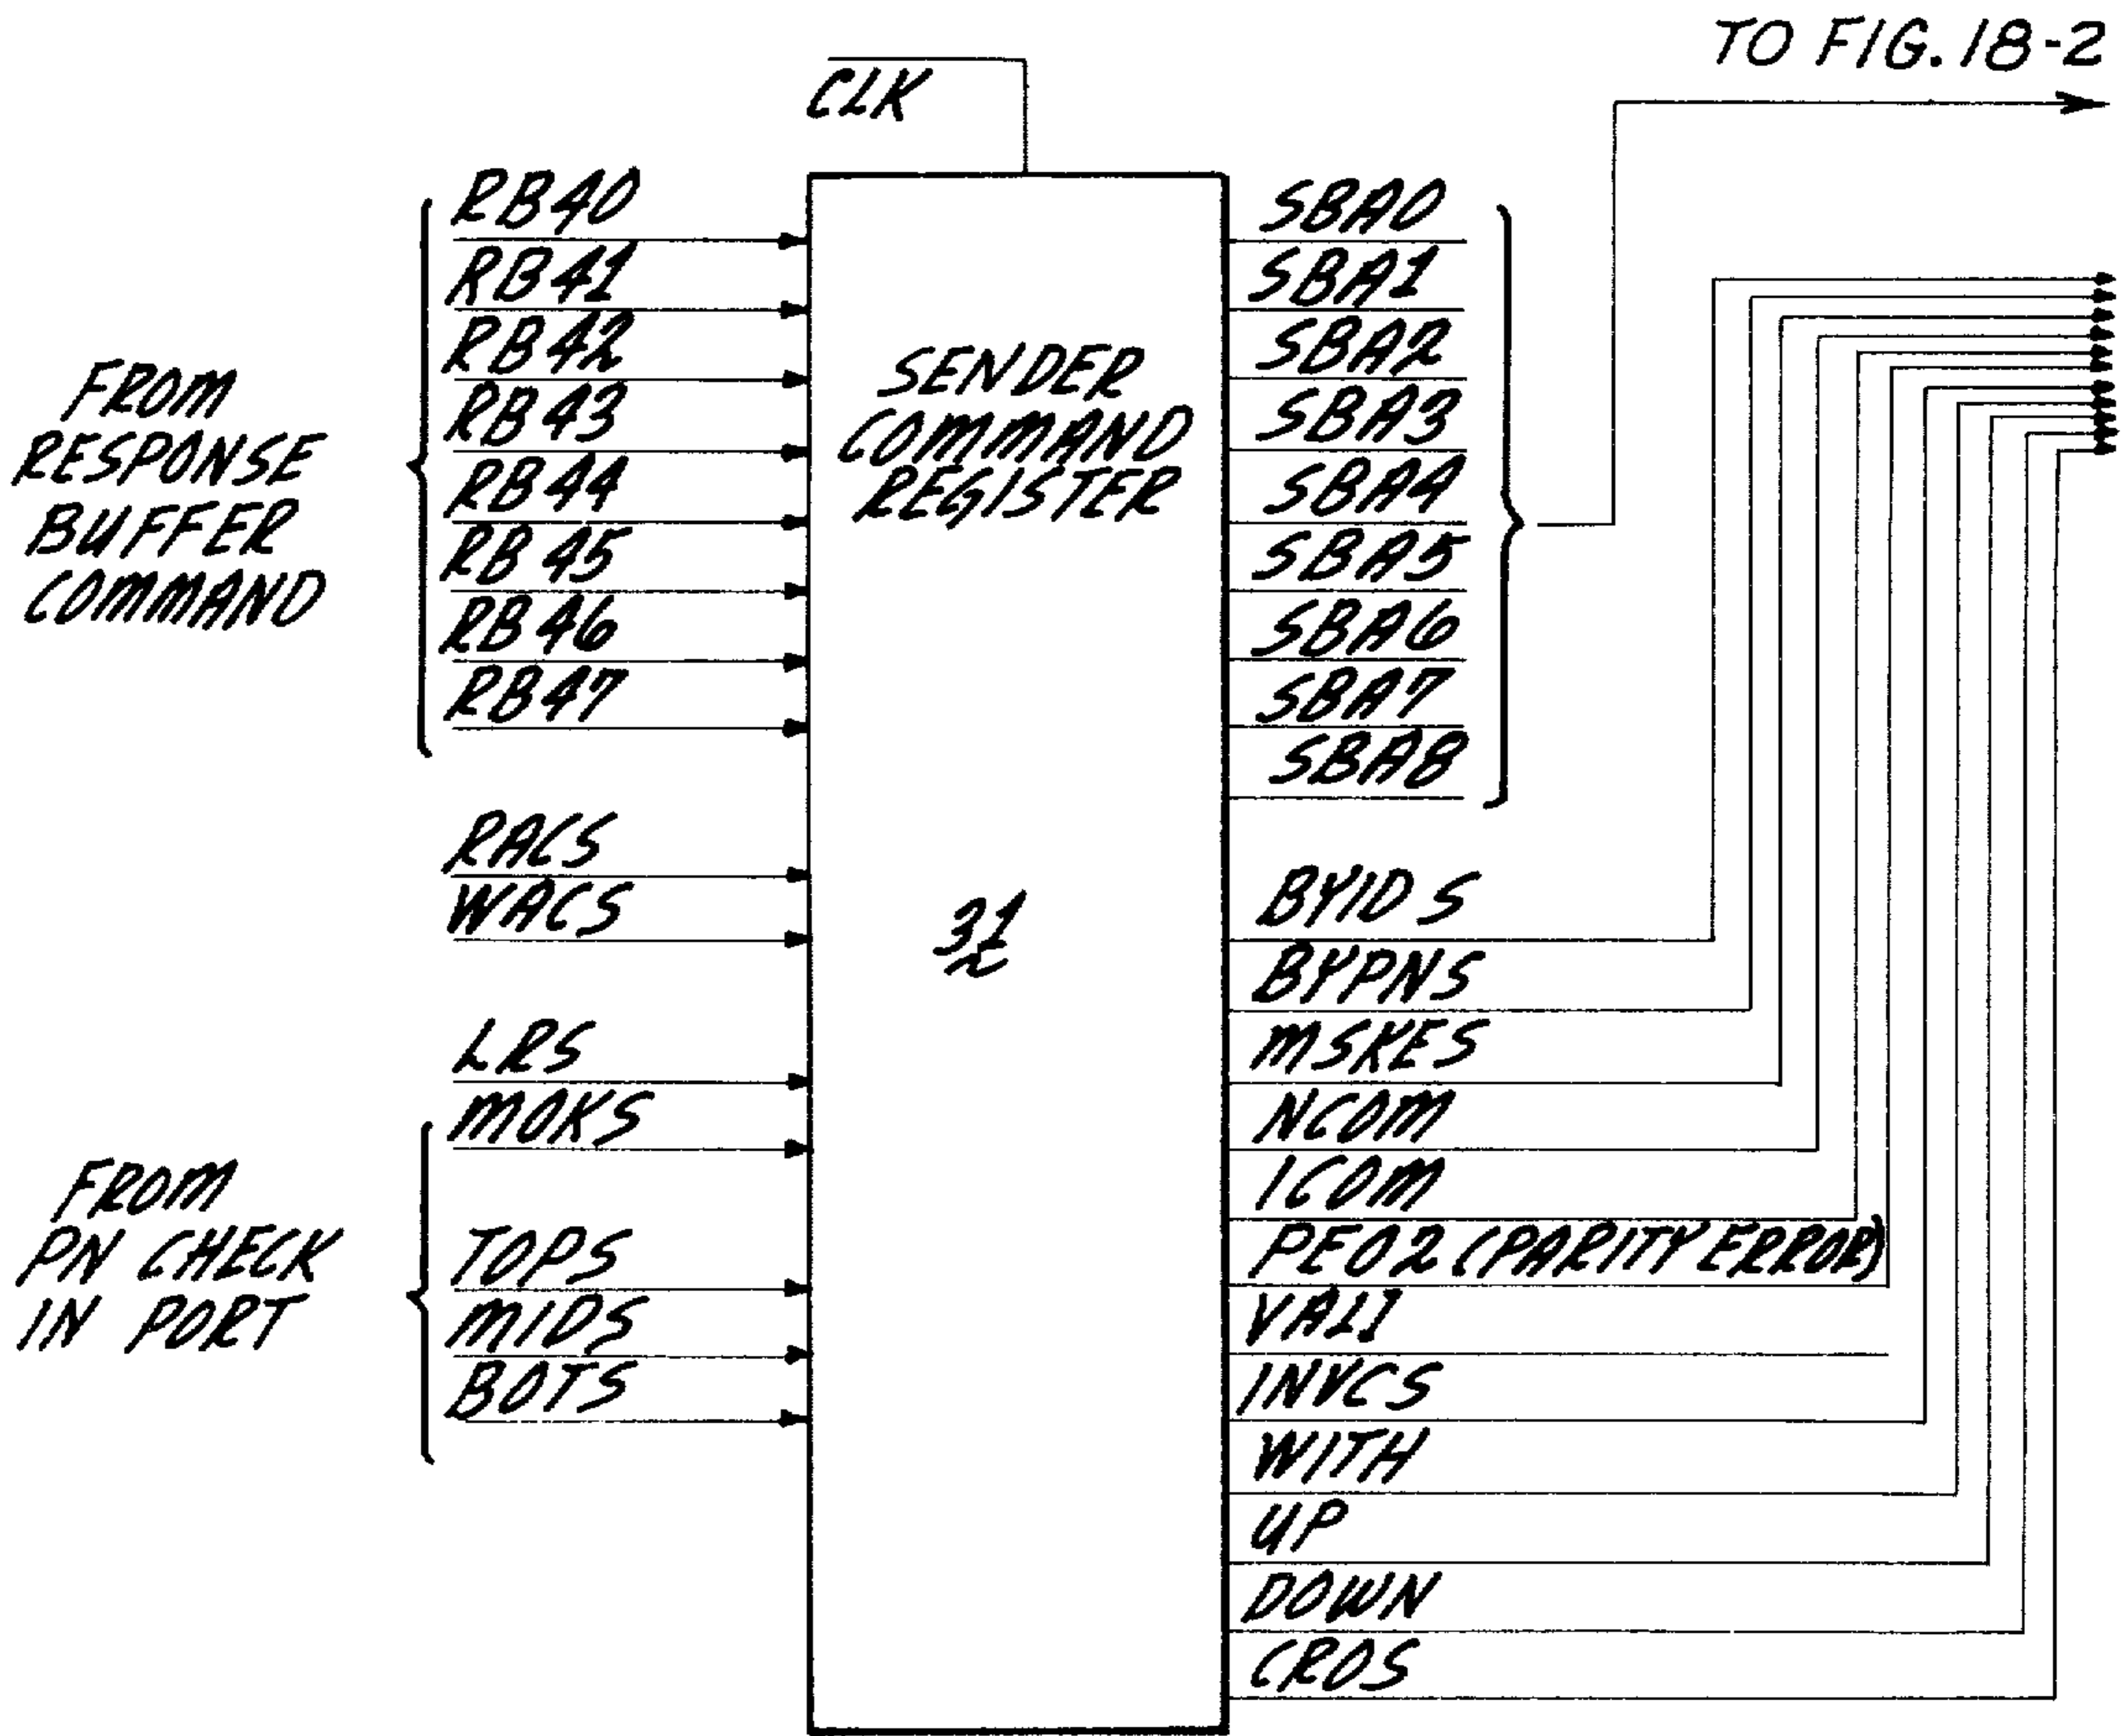 TO FIG. 18-2
CLK
RB40
RB41
RB42
RB43
RB44
RB45
RB46
RB47
FROM
RESPONSE
BUFFER
COMMAND
RACS
WACS
LRS
MOKS
TOPS
MIDS
BOTS
FROM
PN CHECK
IN PORT
SENDER
COMMAND
REGISTER
31
SBA0
SBA1
SBA2
SBA3
SBA4
SBA5
SBA6
SBA7
SBA8
BYIDS
BYPNS
MSKES
NCOM
ICOM
PE02 (PARITY ERROR)
VALI
INVCS
WITH
UP
DOWN
CROS